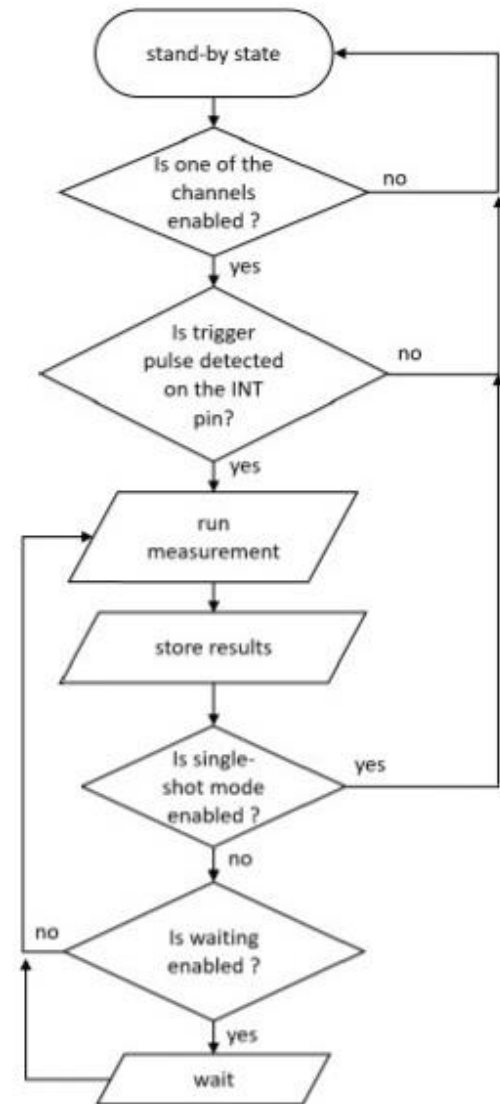 stand-by state
Is one of the
channels
enabled ?
no
yes
Is trigger
pulse detected
on the INT
pin?
no
yes
run
measurement
store results
Is single-
shot mode
enabled ?
yes
no
Is waiting
enabled ?
no
yes
wait